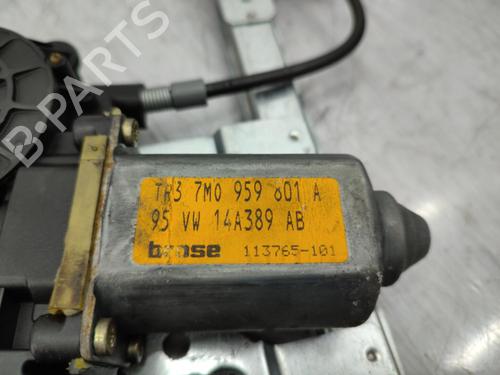 TR3 7M0 959 801 A
95 VW 14A389 AB
brose 113765-101
B-PARTS